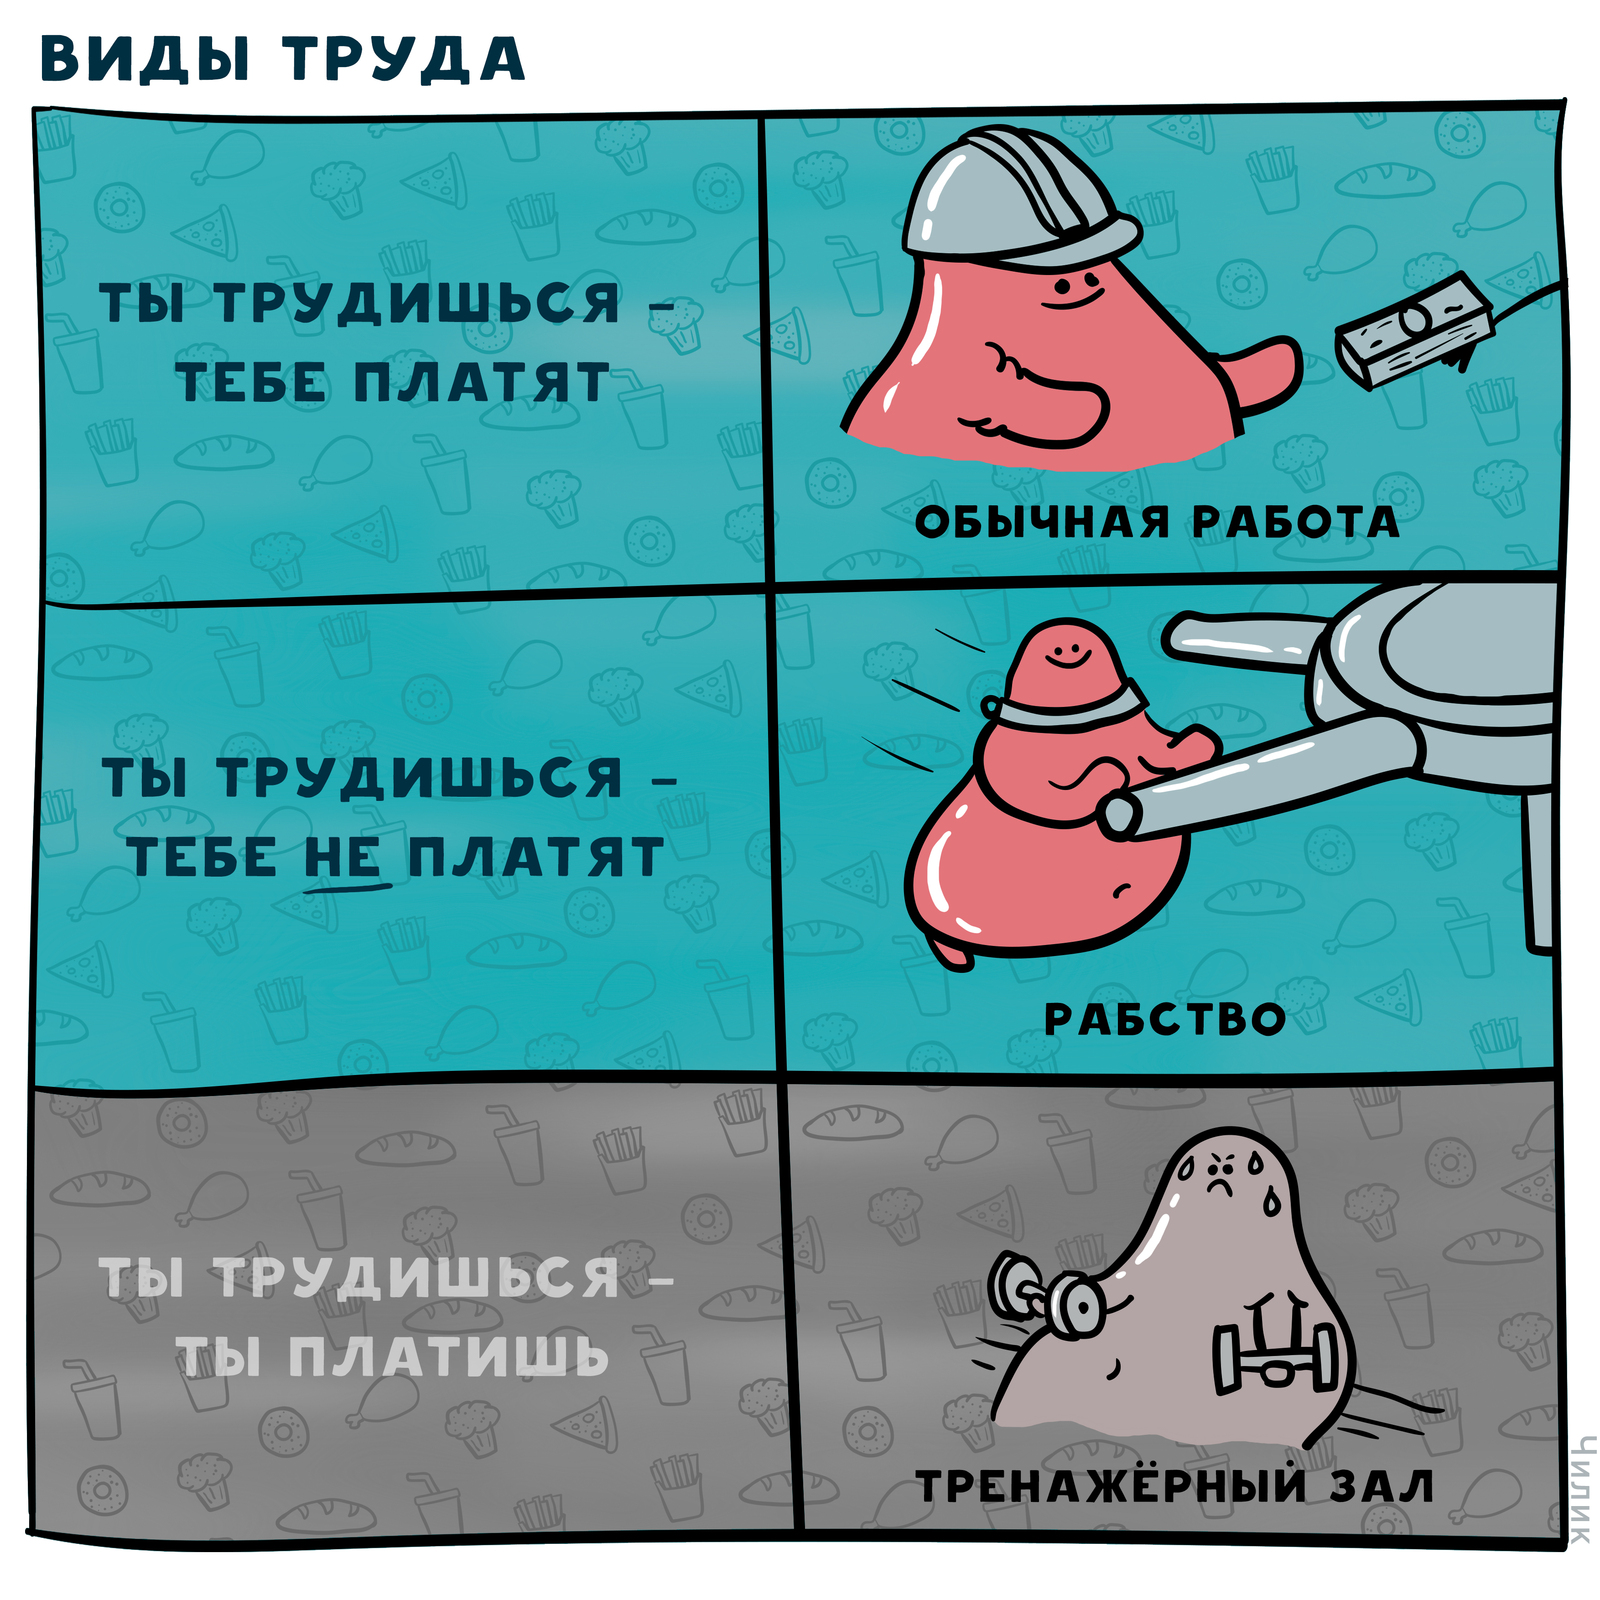 ВИДЫ ТРУДА
ТЫ ТРУДИШЬСЯ –
ТЕБЕ ПЛАТЯТ
ОБЫЧНАЯ РАБОТА
ТЫ ТРУДИШЬСЯ –
ТЕБЕ НЕ ПЛАТЯТ
РАБСТВО
ТЫ ТРУДИШЬСЯ –
ТЫ ПЛАТИШЬ
ТРЕНАЖЁРНЫЙ ЗАЛ
Чилик